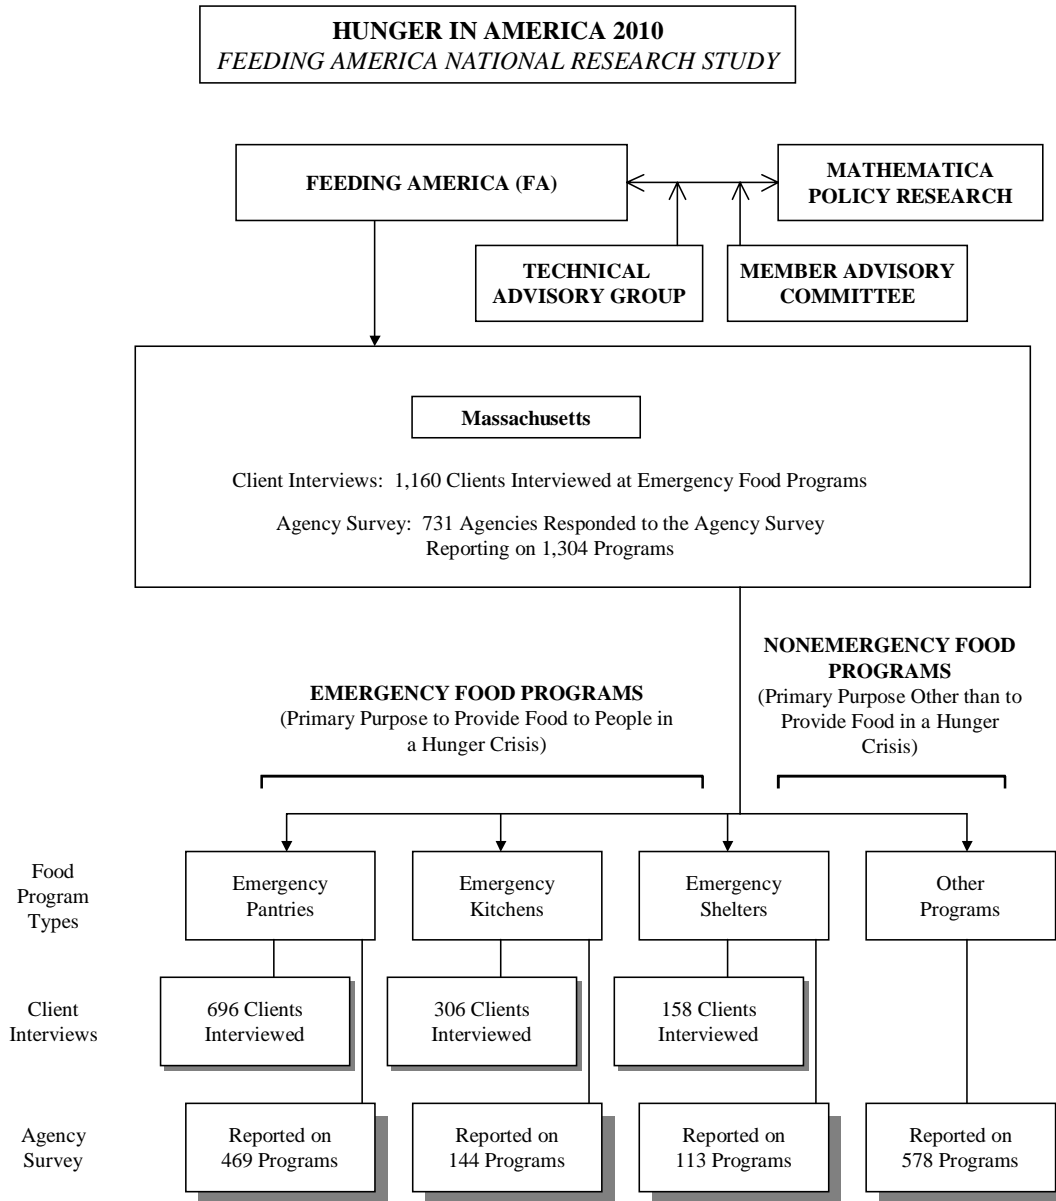 HUNGER IN AMERICA 2010
FEEDING AMERICA NATIONAL RESEARCH STUDY
FEEDING AMERICA (FA)
MATHEMATICA
POLICY RESEARCH
TECHNICAL
ADVISORY GROUP
MEMBER ADVISORY
COMMITTEE
Massachusetts
Client Interviews:  1,160 Clients Interviewed at Emergency Food Programs
Agency Survey:  731 Agencies Responded to the Agency Survey
Reporting on 1,304 Programs
EMERGENCY FOOD PROGRAMS
(Primary Purpose to Provide Food to People in
a Hunger Crisis)
NONEMERGENCY FOOD
PROGRAMS
(Primary Purpose Other than to
Provide Food in a Hunger
Crisis)
Food
Program
Types
Emergency
Pantries
Emergency
Kitchens
Emergency
Shelters
Other
Programs
Client
Interviews
696 Clients
Interviewed
306 Clients
Interviewed
158 Clients
Interviewed
Agency
Survey
Reported on
469 Programs
Reported on
144 Programs
Reported on
113 Programs
Reported on
578 Programs